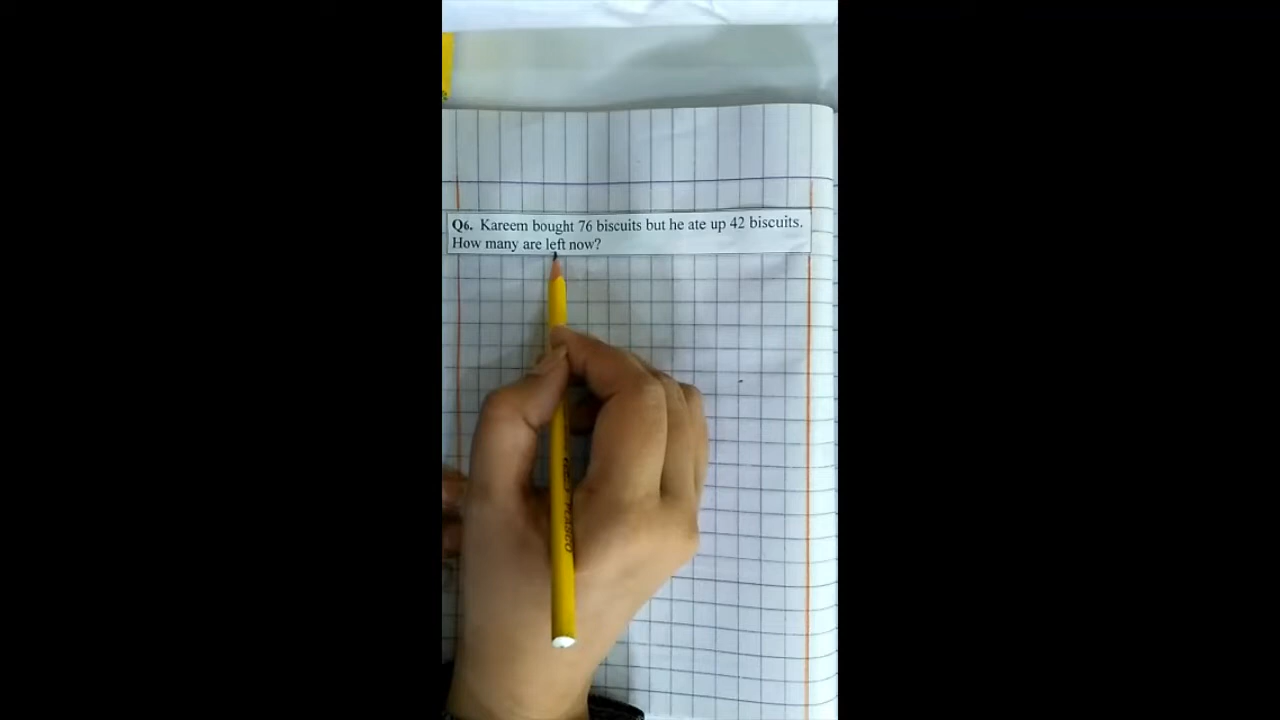 Q6. Kareem bought 76 biscuits but he ate up 42 biscuits.
How many are left now?